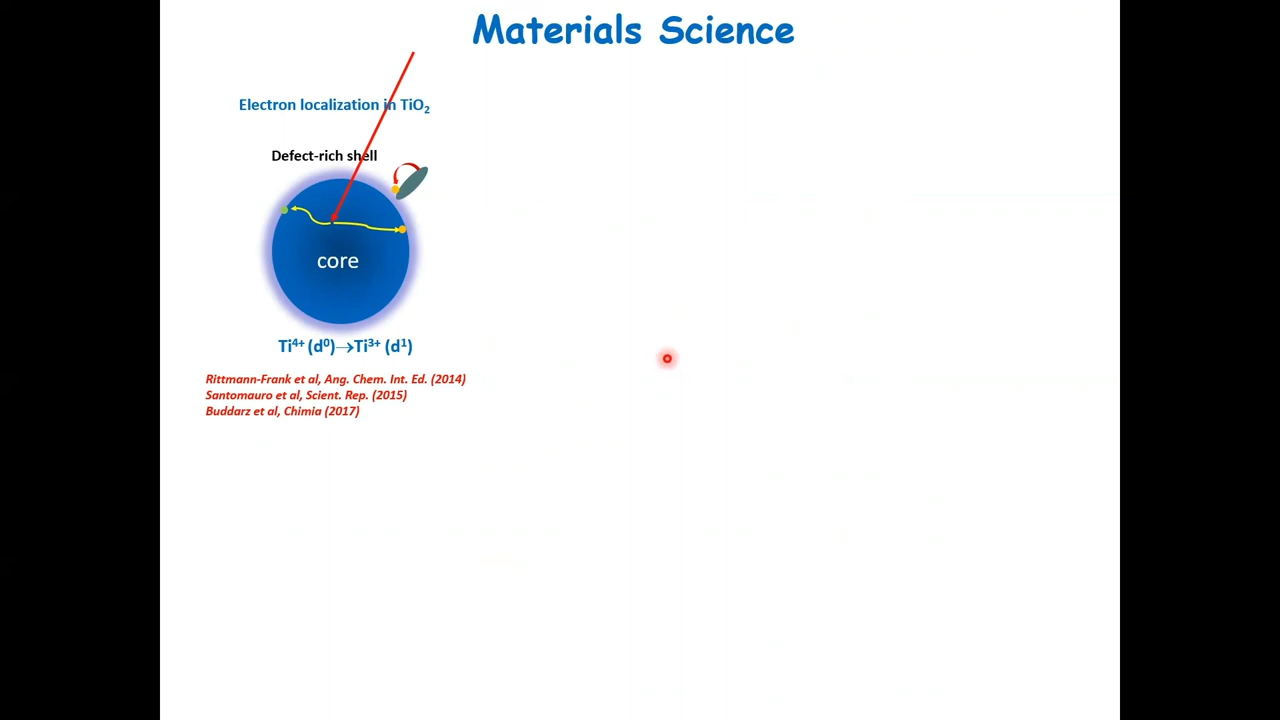 Materials Science
Electron localization in TiO₂
Defect-rich shell
core
Ti⁴⁺ (d⁰)→Ti³⁺ (d¹)
Rittmann-Frank et al, Ang. Chem. Int. Ed. (2014)
Santomauro et al, Scient. Rep. (2015)
Buddarz et al, Chimia (2017)